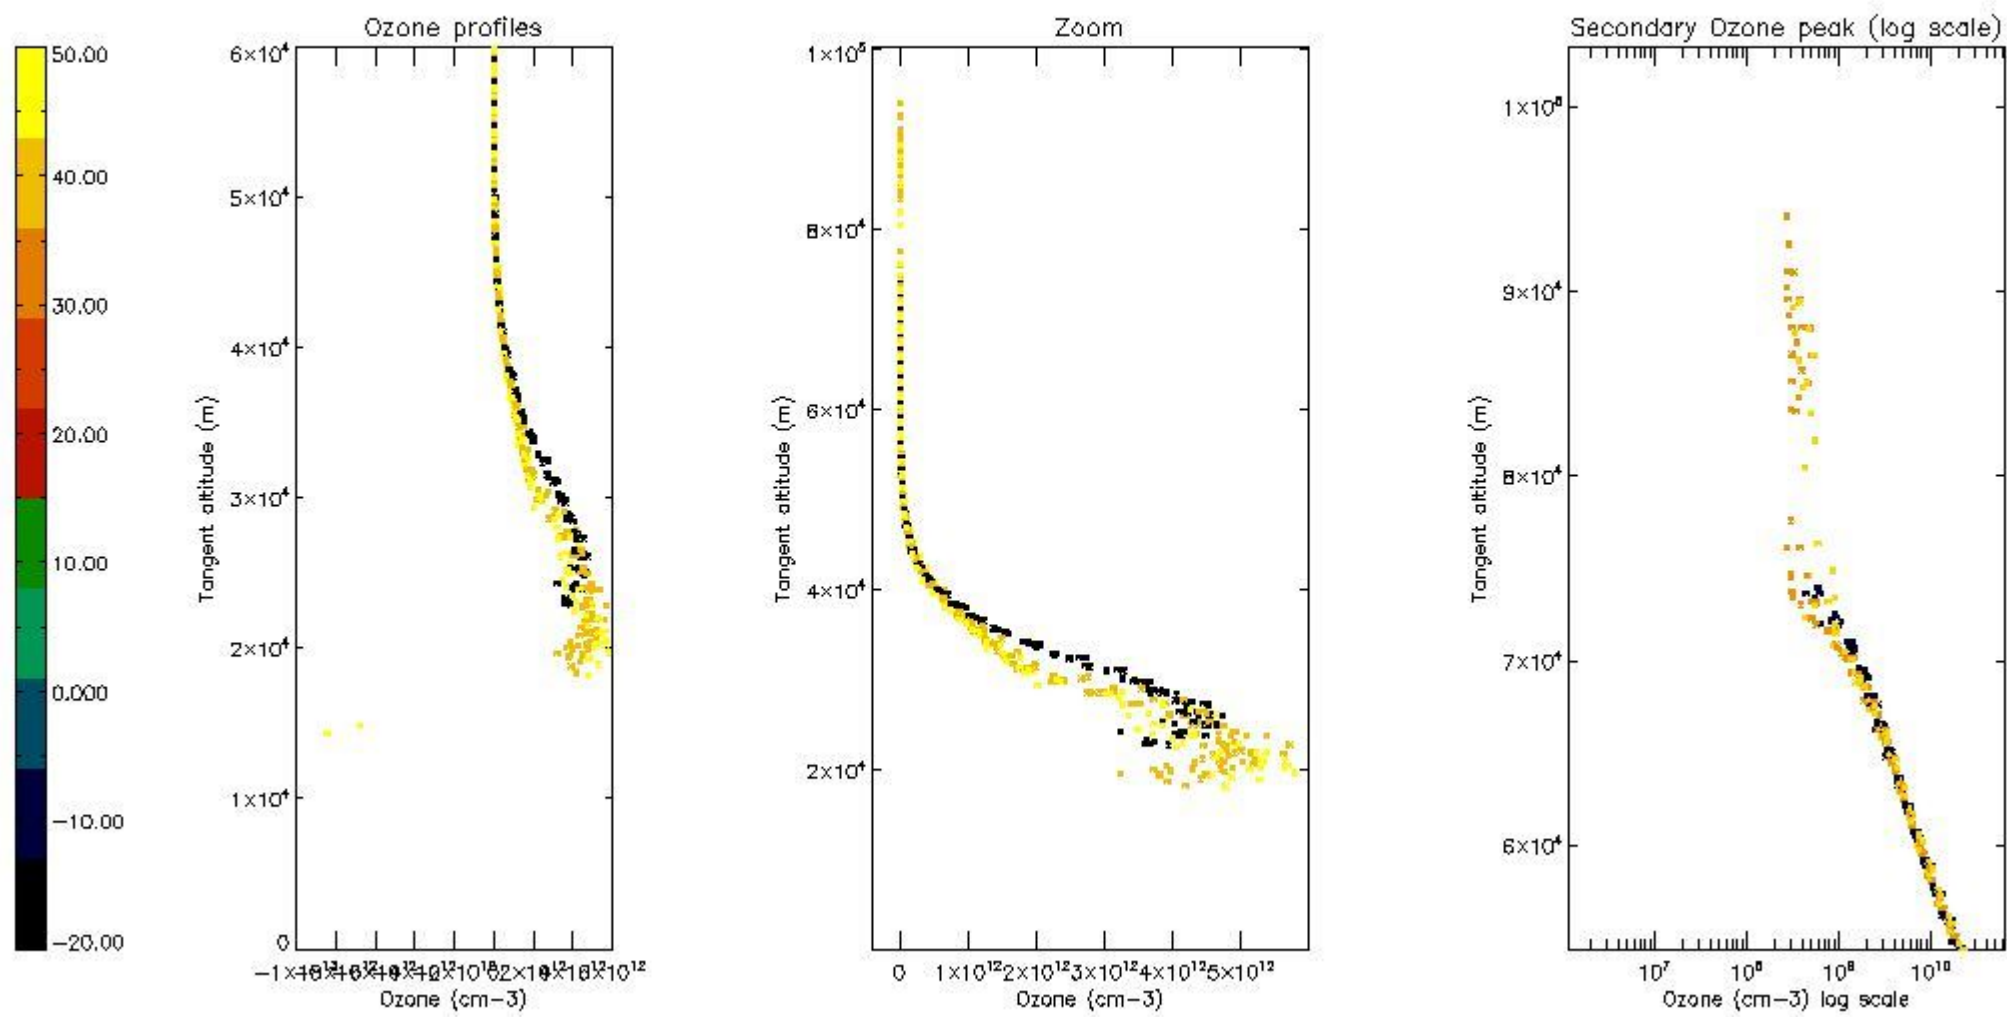 Ozone profiles
Zoom
Secondary Ozone peak (log scale)
50.00
40.00
30.00
20.00
10.00
0.000
−10.00
−20.00
6×10⁴
5×10⁴
4×10⁴
3×10⁴
2×10⁴
1×10⁴
0
Tangent altitude (m)
Ozone (cm−3)
1×10⁵
8×10⁴
6×10⁴
4×10⁴
2×10⁴
Tangent altitude (m)
0 1×10¹² 2×10¹² 3×10¹² 4×10¹² 5×10¹²
Ozone (cm−3)
9×10⁴
8×10⁴
7×10⁴
6×10⁴
Tangent altitude (m)
10⁷ 10⁸ 10⁹ 10¹⁰
Ozone (cm−3) log scale